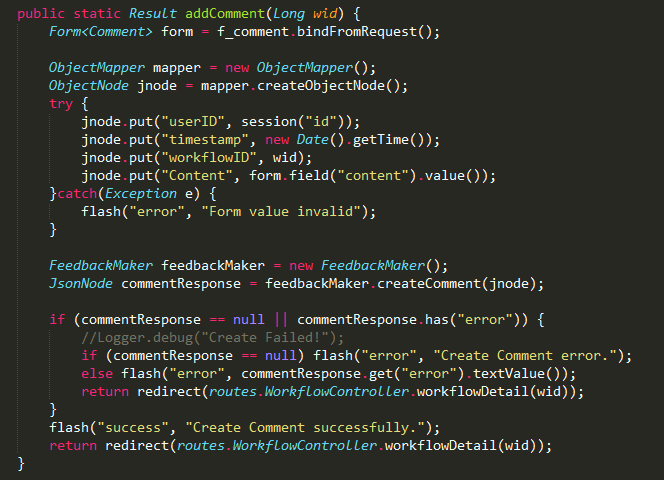 public static Result addComment(Long wid) {
    Form<Comment> form = f_comment.bindFromRequest();

    ObjectMapper mapper = new ObjectMapper();
    ObjectNode jnode = mapper.createObjectNode();
    try {
        jnode.put("userID", session("id"));
        jnode.put("timestamp", new Date().getTime());
        jnode.put("workflowID", wid);
        jnode.put("Content", form.field("content").value());
    }catch(Exception e) {
        flash("error", "Form value invalid");
    }

    FeedbackMaker feedbackMaker = new FeedbackMaker();
    JsonNode commentResponse = feedbackMaker.createComment(jnode);

    if (commentResponse == null || commentResponse.has("error")) {
        //Logger.debug("Create Failed!");
        if (commentResponse == null) flash("error", "Create Comment error.");
        else flash("error", commentResponse.get("error").textValue());
        return redirect(routes.WorkflowController.workflowDetail(wid));
    }
    flash("success", "Create Comment successfully.");
    return redirect(routes.WorkflowController.workflowDetail(wid));
}